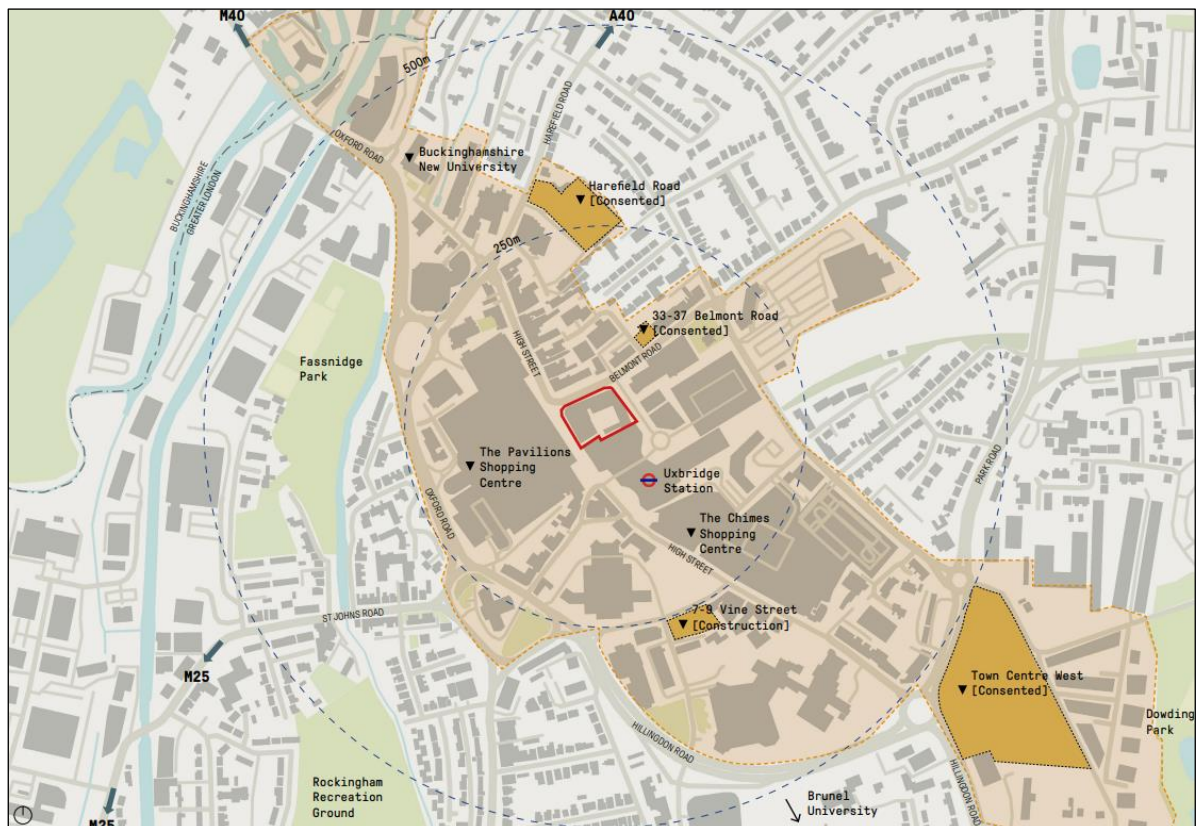 M40
A40
500m
OXFORD ROAD
HAREFIELD ROAD
Buckinghamshire
New University
BUCKINGHAMSHIRE
GREATER LONDON
Harefield Road
[Consented]
250m
33-37 Belmont Road
[Consented]
HIGH STREET
BELMONT ROAD
Fassnidge
Park
The Pavilions
Shopping
Centre
Uxbridge
Station
PARK ROAD
OXFORD ROAD
The Chimes
Shopping
Centre
HIGH STREET
ST JOHNS ROAD
7-9 Vine Street
[Construction]
M25
Town Centre West
[Consented]
Dowding
Park
HILLINGDON ROAD
Rockingham
Recreation
Ground
HILLINGDON ROAD
Brunel
University
M25